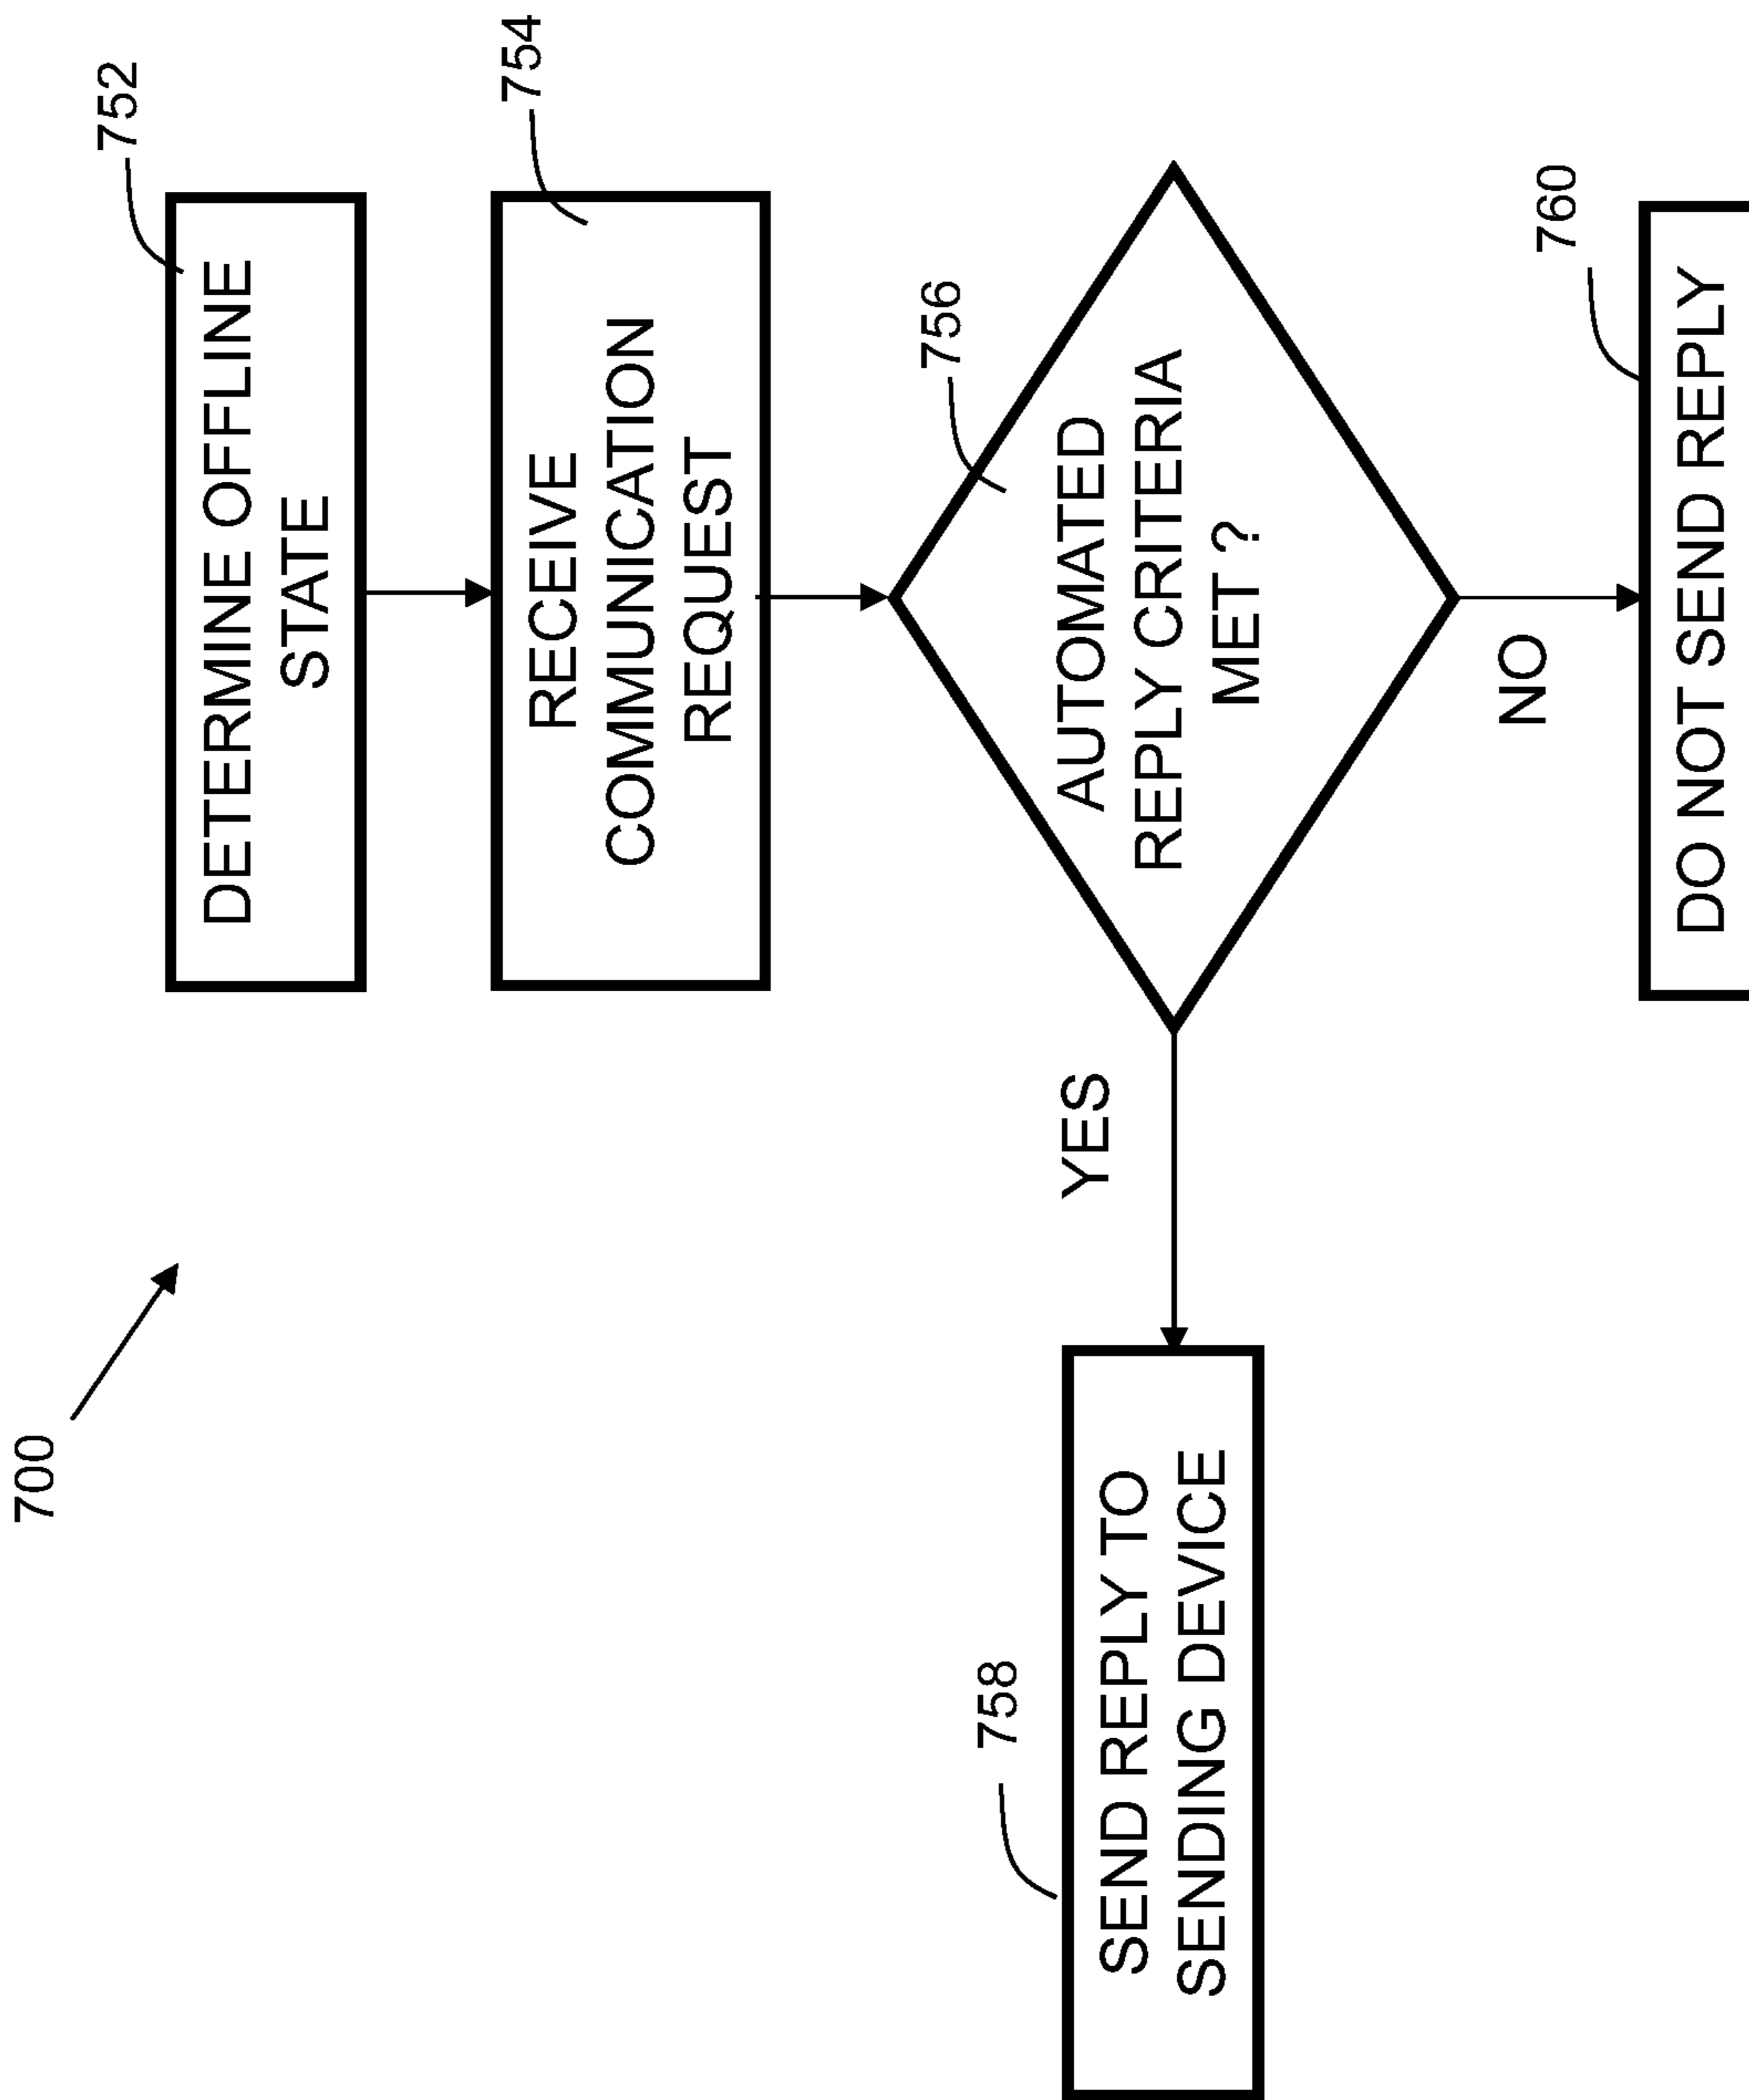 700
752
DETERMINE OFFLINE
STATE
754
RECEIVE
COMMUNICATION
REQUEST
756
AUTOMATED
REPLY CRITERIA
MET ?
YES
758
SEND REPLY TO
SENDING DEVICE
NO
760
DO NOT SEND REPLY